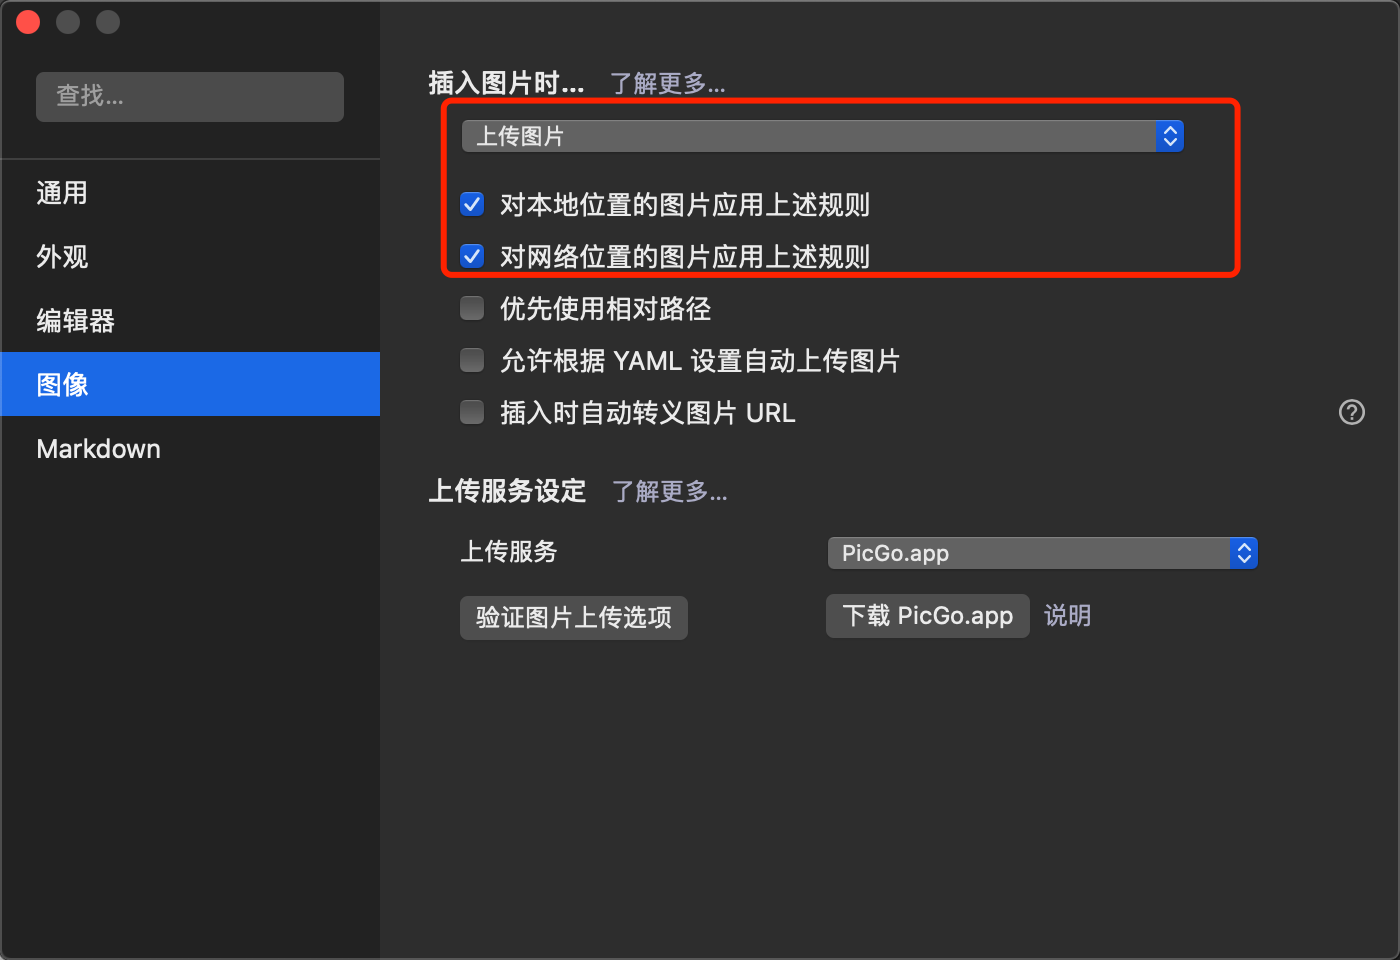 查找...
通用
外观
编辑器
图像
Markdown
插入图片时... 了解更多...
上传图片
对本地位置的图片应用上述规则
对网络位置的图片应用上述规则
优先使用相对路径
允许根据 YAML 设置自动上传图片
插入时自动转义图片 URL
?
上传服务设定 了解更多...
上传服务 PicGo.app
验证图片上传选项 下载 PicGo.app 说明